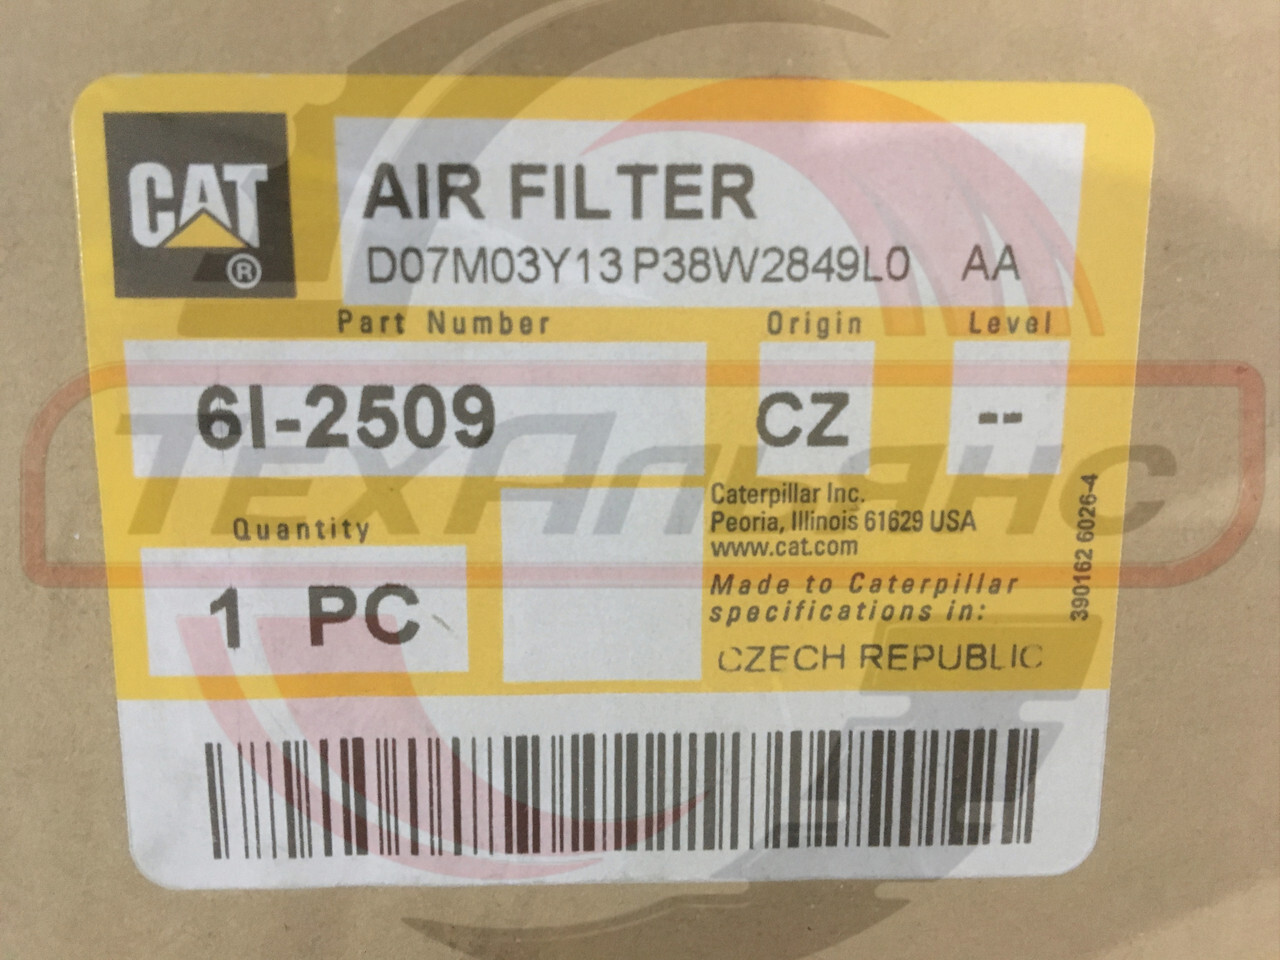 CAT
®
AIR FILTER
D07M03Y13 P38W2849L0 AA
Part Number Origin Level
6I-2509 CZ --
ТехАльянс
Quantity
1 PC
Caterpillar Inc.
Peoria, Illinois 61629 USA
www.cat.com
Made to Caterpillar
specifications in:
CZECH REPUBLIC
390162 6026-4